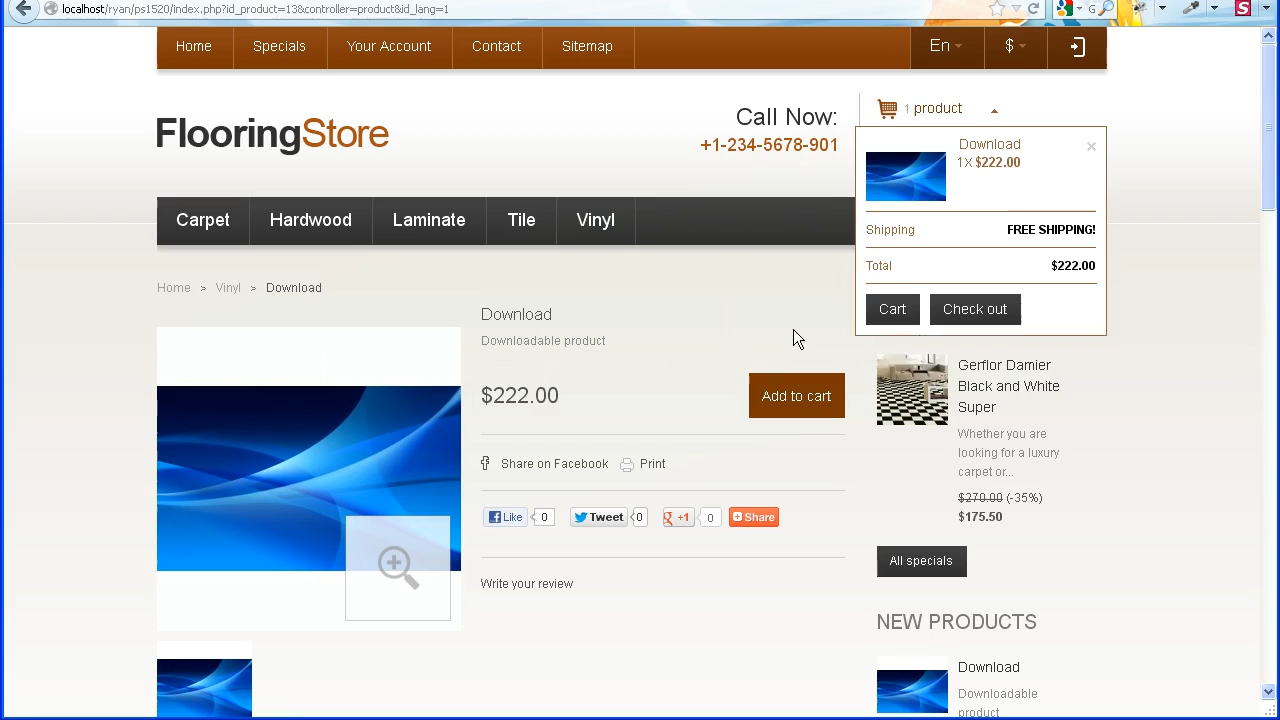 localhost/ryan/ps1520/index.php?id_product=13&controller=product&id_lang=1
Home
Specials
Your Account
Contact
Sitemap
En
$
FlooringStore
Call Now:
+1-234-5678-901
1 product
Download
1X $222.00
Shipping FREE SHIPPING!
Total $222.00
Cart
Check out
Carpet
Hardwood
Laminate
Tile
Vinyl
Home > Vinyl > Download
Download
Downloadable product
$222.00
Add to cart
Share on Facebook
Print
Like 0
Tweet 0
+1 0
Share
Write your review
Gerflor Damier
Black and White
Super
Whether you are
looking for a luxury
carpet or...
$270.00 (-35%)
$175.50
All specials
NEW PRODUCTS
Download
Downloadable
product